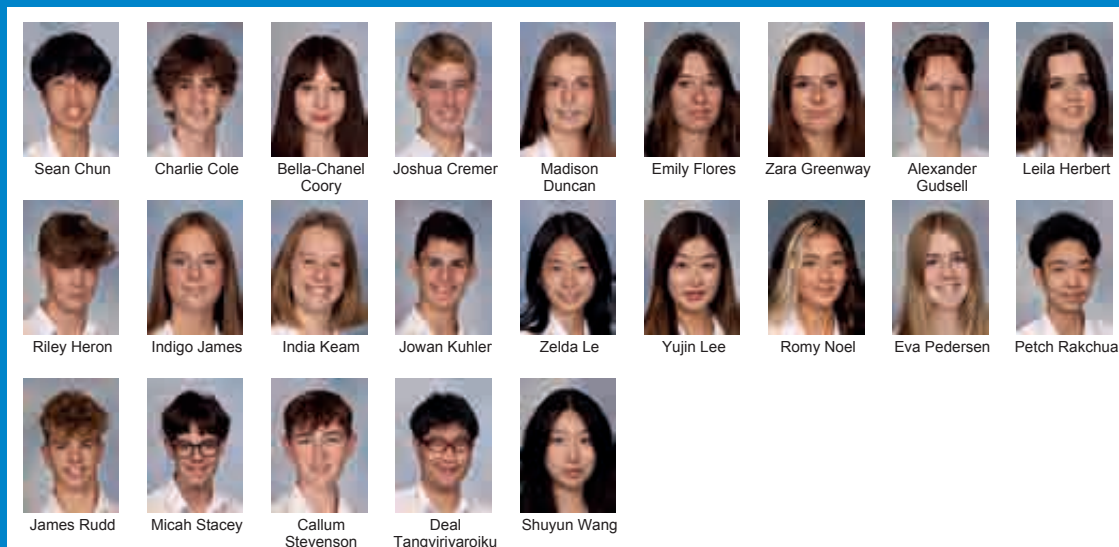 Sean Chun
Charlie Cole
Bella-Chanel
Coory
Joshua Cremer
Madison
Duncan
Emily Flores
Zara Greenway
Alexander
Gudsell
Leila Herbert
Riley Heron
Indigo James
India Keam
Jowan Kuhler
Zelda Le
Yujin Lee
Romy Noel
Eva Pedersen
Petch Rakchua
James Rudd
Micah Stacey
Callum
Stevenson
Deal
Tangvirivaroiku
Shuyun Wang